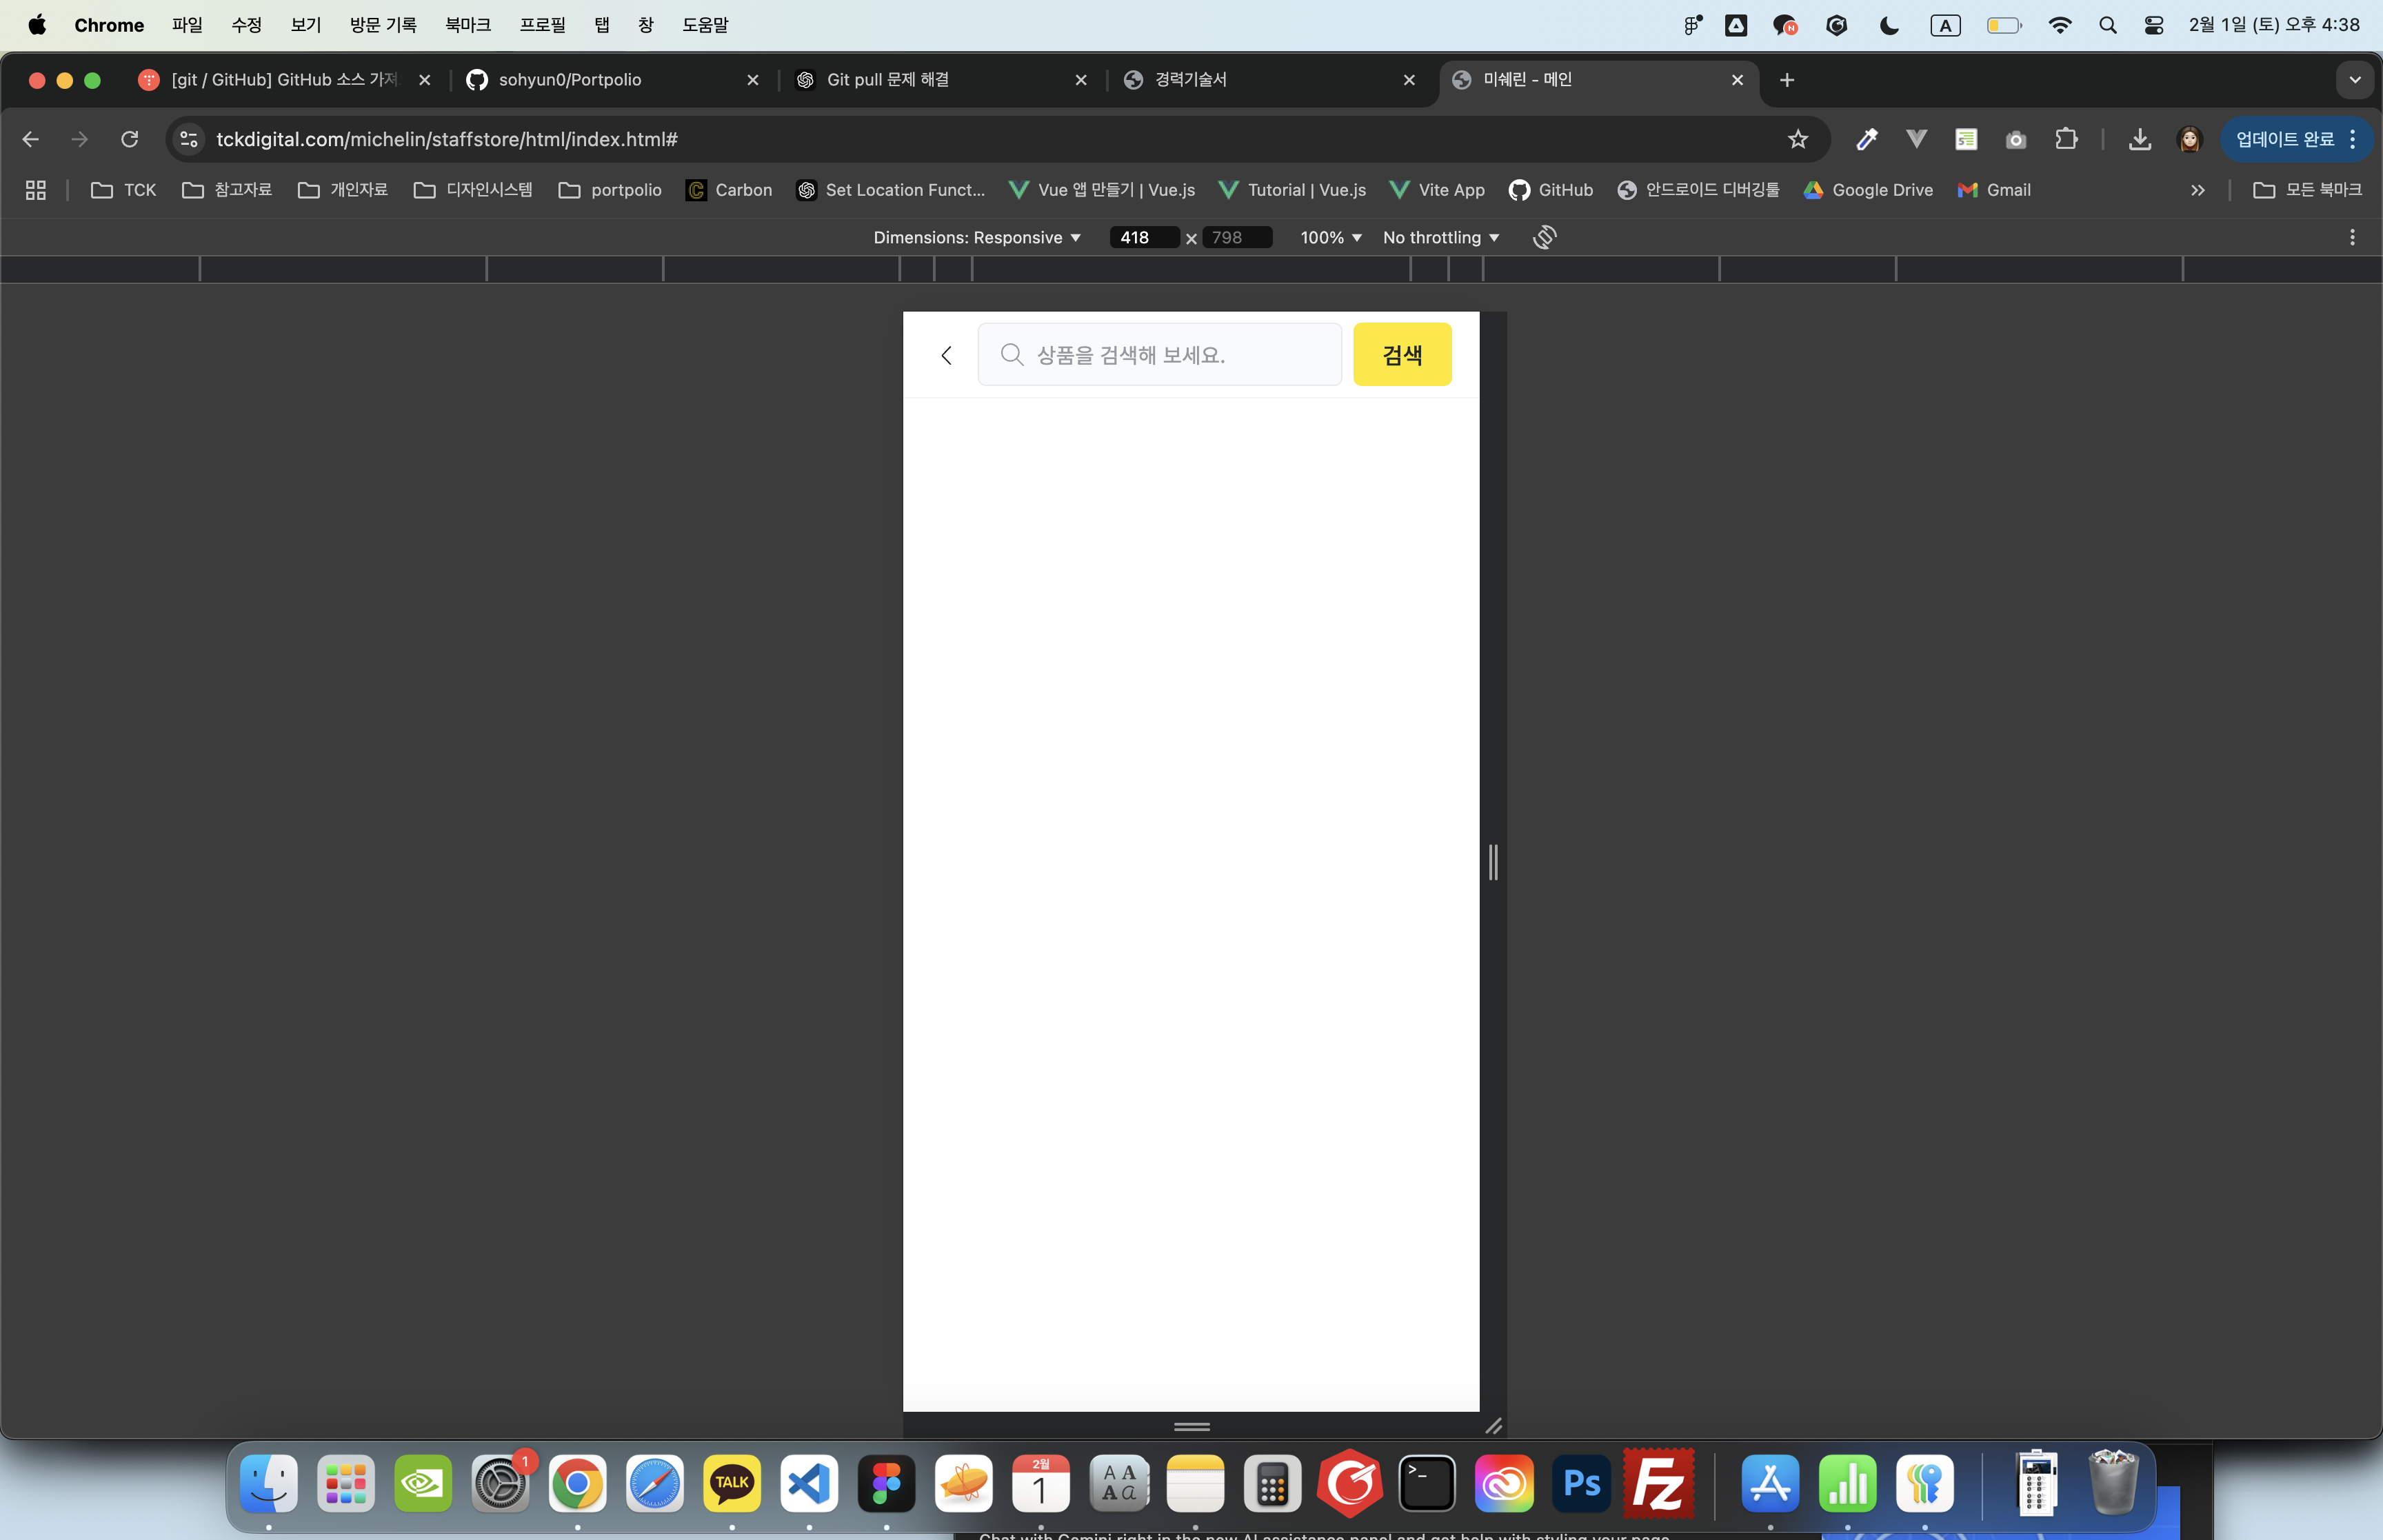 Chrome 파일 수정 보기 방문 기록 북마크 프로필 탭 창 도움말 N A 2월 1일 (토) 오후 4:38
[git / GitHub] GitHub 소스 가져 sohyun0/Portpolio Git pull 문제 해결 경력기술서 미쉐린 - 메인
tckdigital.com/michelin/staffstore/html/index.html# 업데이트 완료
TCK 참고자료 개인자료 디자인시스템 portpolio C Carbon Set Location Funct... Vue 앱 만들기 | Vue.js Tutorial | Vue.js Vite App GitHub 안드로이드 디버깅툴 Google Drive Gmail 모든 북마크
Dimensions: Responsive 418 x 798 100% No throttling
상품을 검색해 보세요. 검색
1 TALK 2월 1 A A A a >_ Ps Fz
Chat with Gemini right in the new AI assistance panel and get help with styling your page